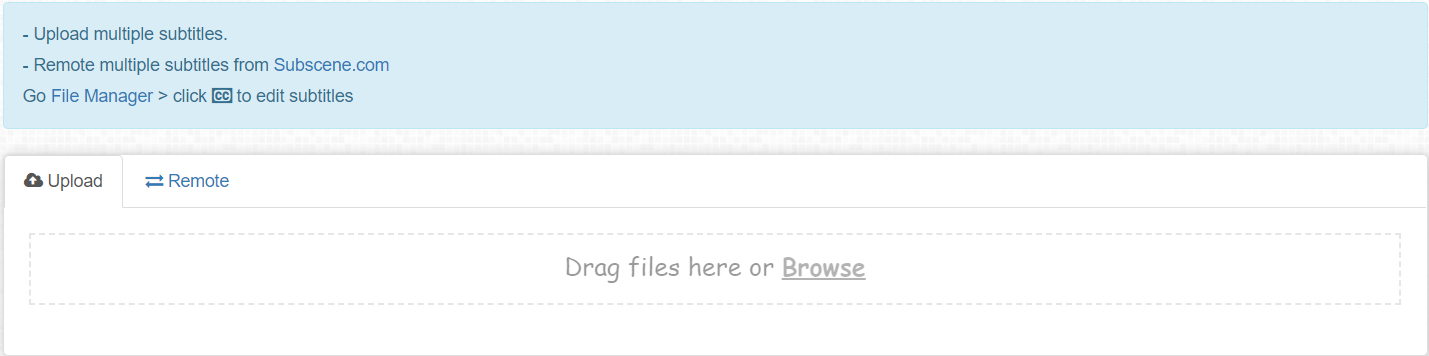 - Upload multiple subtitles.
- Remote multiple subtitles from Subscene.com
Go File Manager > click CC to edit subtitles
Upload Remote
Drag files here or Browse